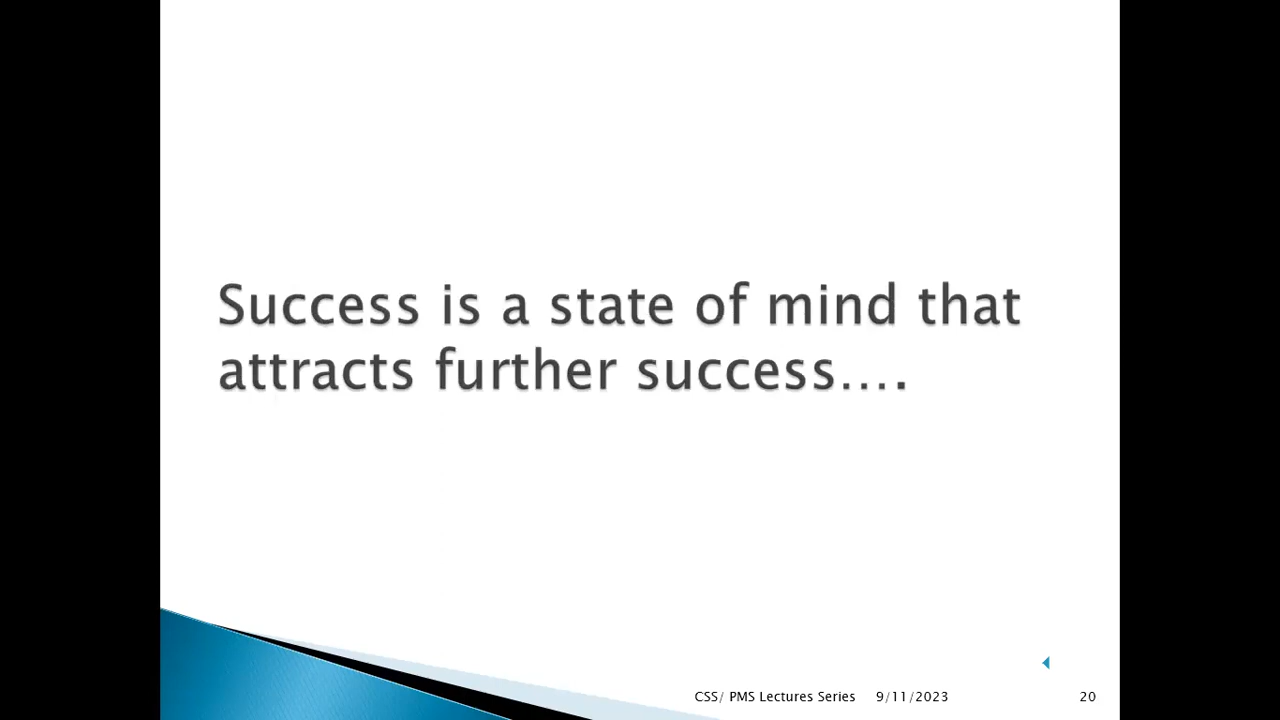 Success is a state of mind that
attracts further success….
CSS/ PMS Lectures Series 9/11/2023 20